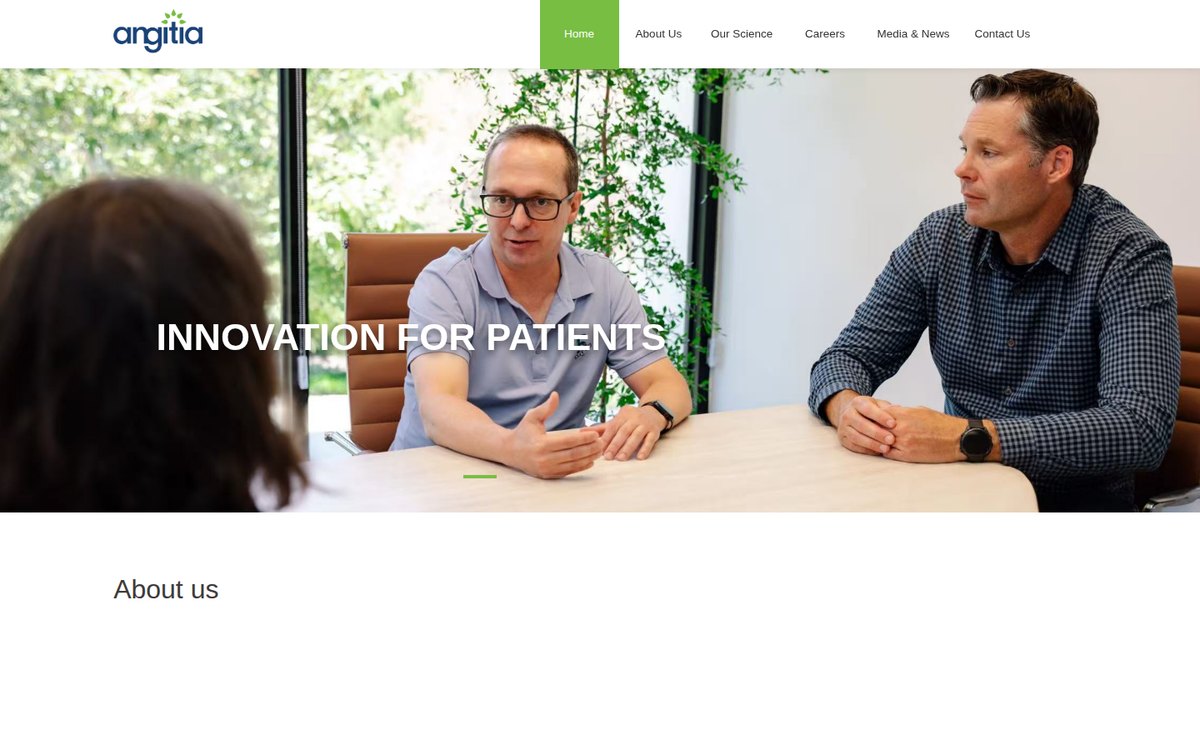 angitia
Home
About Us
Our Science
Careers
Media & News
Contact Us
INNOVATION FOR PATIENTS
About us